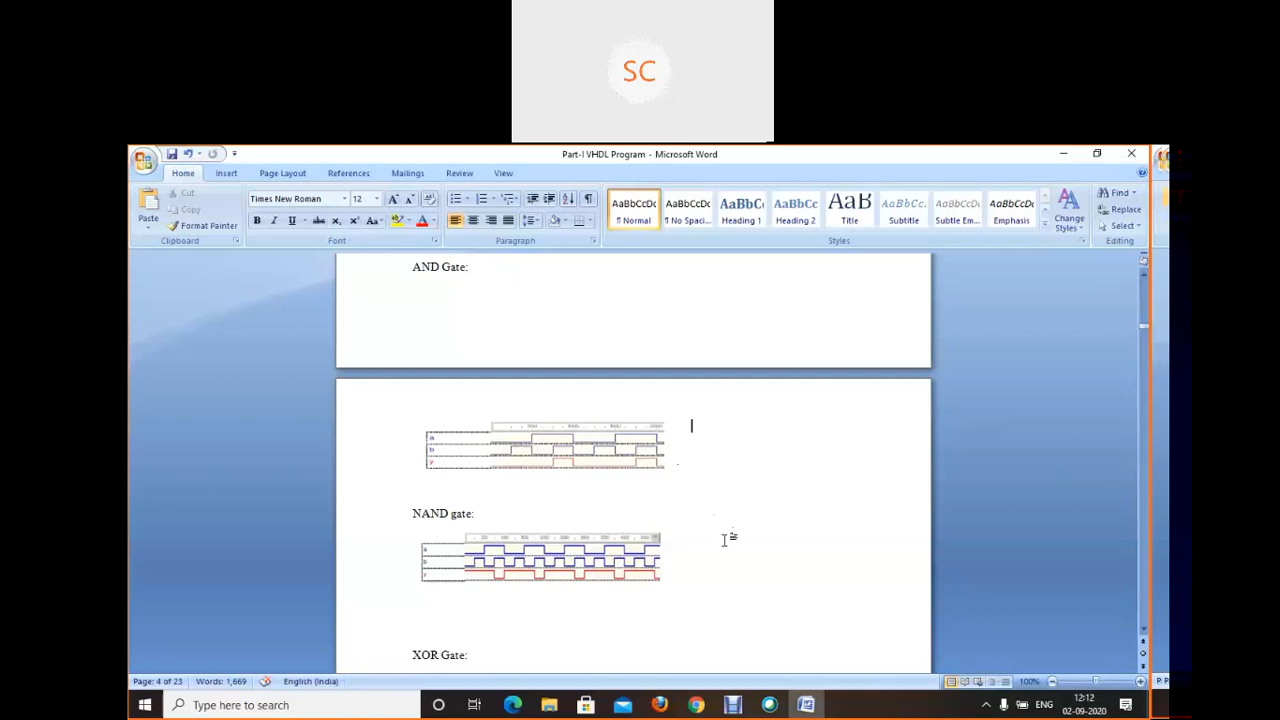 SC
Part-I VHDL Program - Microsoft Word
Home Insert Page Layout References Mailings Review View
Paste
Cut
Copy
Format Painter
Clipboard
Times New Roman 12
Font
Paragraph
AaBbCcDc AaBbCcDc AaBbC AaBbCc AaB AaBbCc. AaBbCcDc AaBbCcDc
¶ Normal ¶ No Spaci... Heading 1 Heading 2 Title Subtitle Subtle Em... Emphasis
Styles
Change
Styles
Find
Replace
Select
Editing
AND Gate:
a
b
y
NAND gate:
a
b
y
XOR Gate:
Page: 4 of 23 Words: 1,669 English (India) 100%
Type here to search
ENG
12:12
02-09-2020